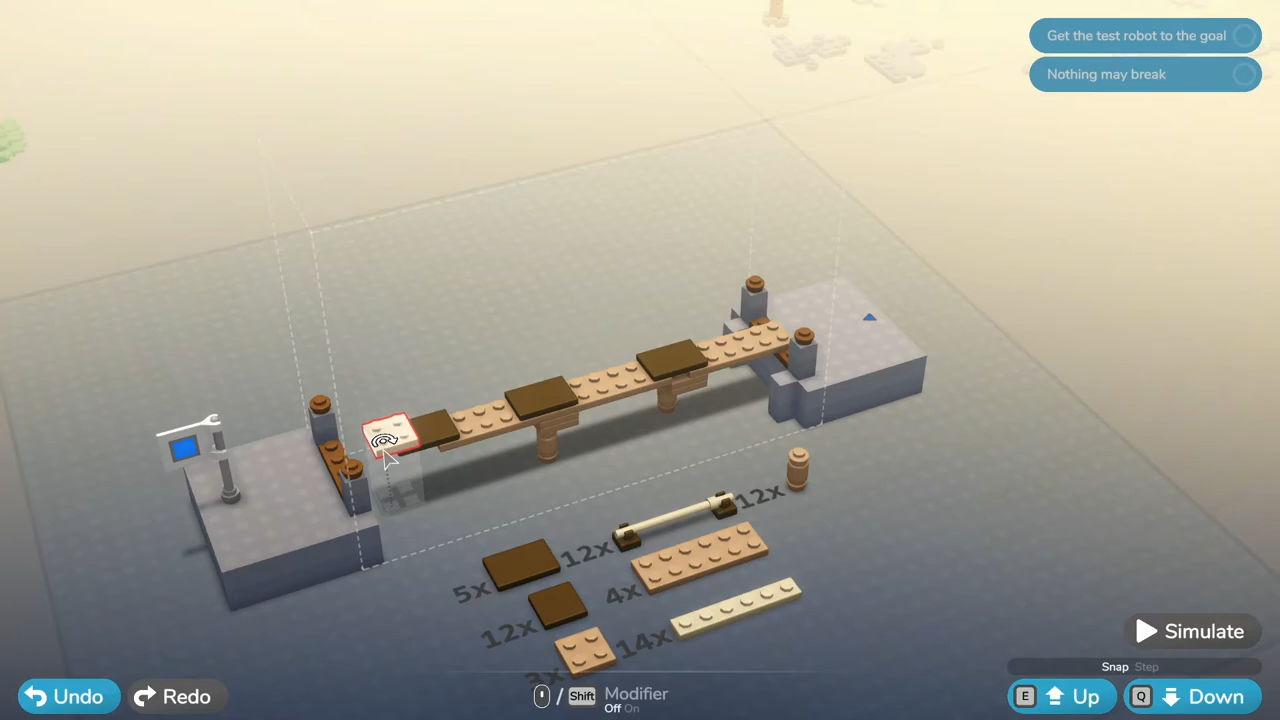 Get the test robot to the goal
Nothing may break
12x
12x
5x
4x
12x
14x
3x
Simulate
Snap Step
Undo
Redo
/ Shift Modifier
Off On
E Up
Q Down